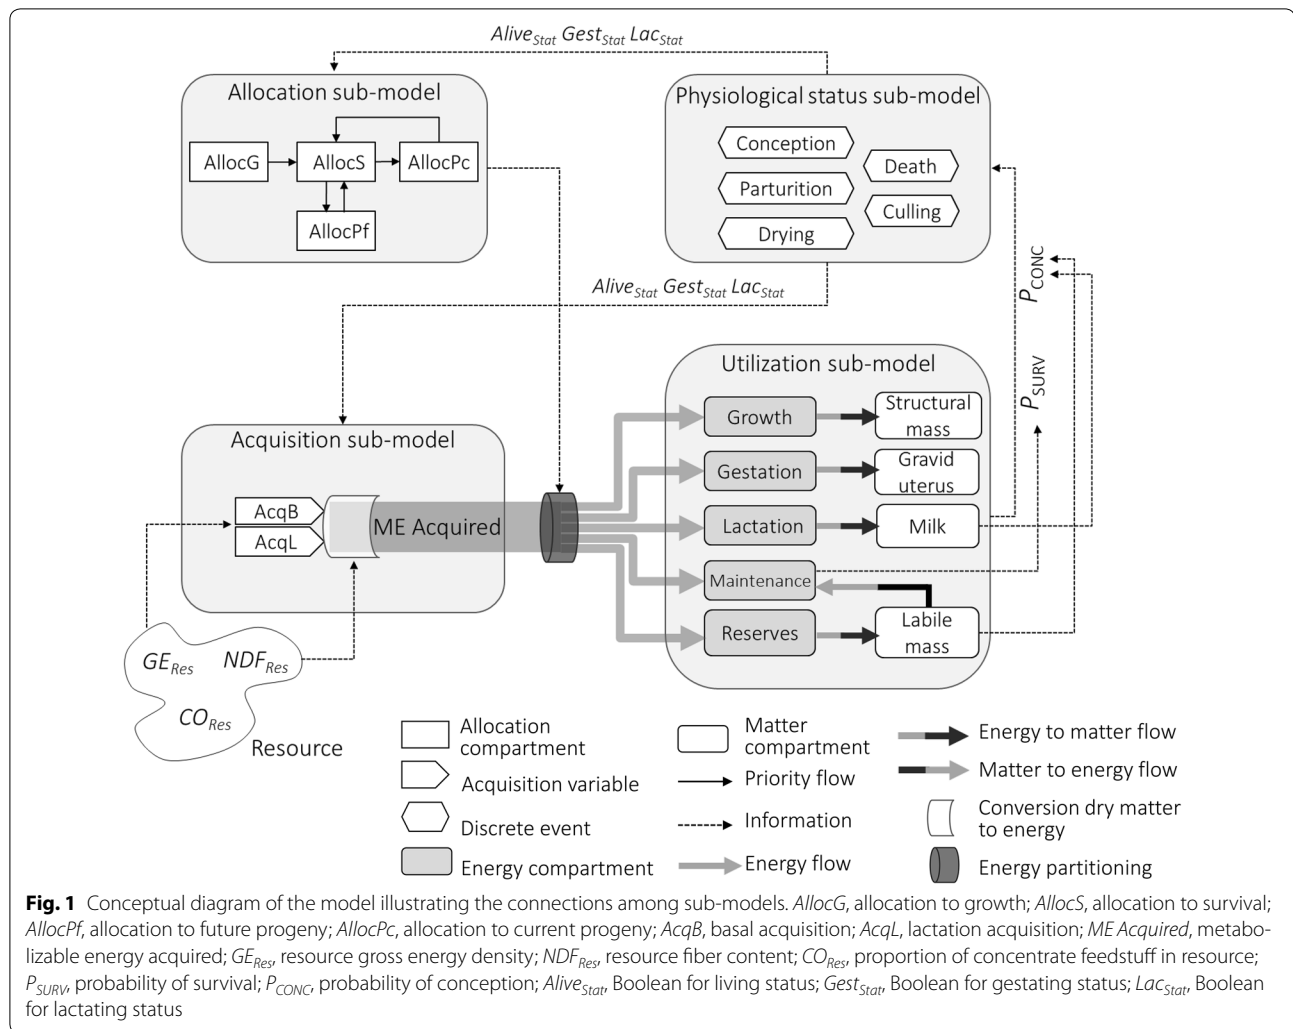 Alive_Stat Gest_Stat Lac_Stat
Allocation sub-model
AllocG
AllocS
AllocPc
AllocPf
Physiological status sub-model
Conception
Parturition
Drying
Death
Culling
Alive_Stat Gest_Stat Lac_Stat
P_CONC
P_SURV
Acquisition sub-model
AcqB
AcqL
ME Acquired
Utilization sub-model
Growth
Structural
mass
Gestation
Gravid
uterus
Lactation
Milk
Maintenance
Reserves
Labile
mass
GE_Res
NDF_Res
CO_Res
Resource
Allocation
compartment
Acquisition variable
Discrete event
Energy compartment
Matter
compartment
Priority flow
Information
Energy flow
Energy to matter flow
Matter to energy flow
Conversion dry matter
to energy
Energy partitioning
Fig. 1 Conceptual diagram of the model illustrating the connections among sub-models. AllocG, allocation to growth; AllocS, allocation to survival;
AllocPf, allocation to future progeny; AllocPc, allocation to current progeny; AcqB, basal acquisition; AcqL, lactation acquisition; ME Acquired, metabo-
lizable energy acquired; GE_Res, resource gross energy density; NDF_Res, resource fiber content; CO_Res, proportion of concentrate feedstuff in resource;
P_SURV, probability of survival; P_CONC, probability of conception; Alive_Stat, Boolean for living status; Gest_Stat, Boolean for gestating status; Lac_Stat, Boolean
for lactating status